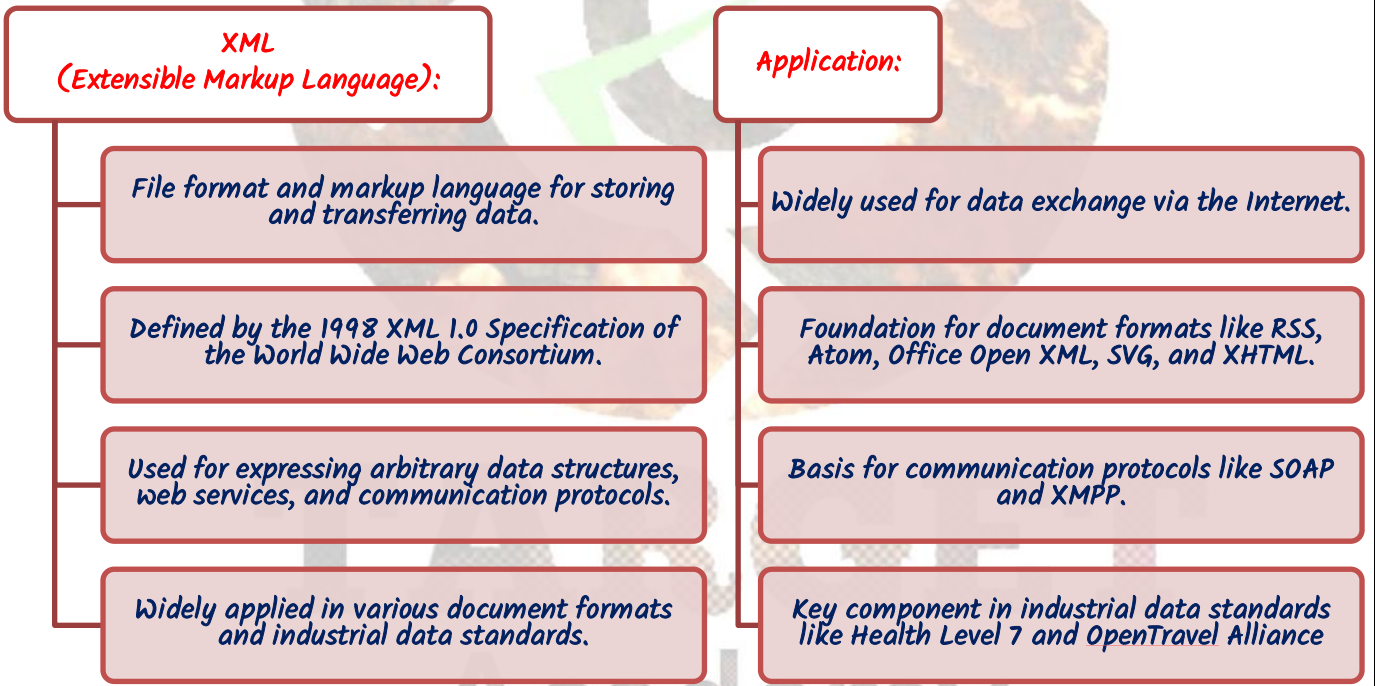 XML
(Extensible Markup Language):
File format and markup language for storing
and transferring data.
Defined by the 1998 XML 1.0 Specification of
the World Wide Web Consortium.
Used for expressing arbitrary data structures,
web services, and communication protocols.
Widely applied in various document formats
and industrial data standards.
Application:
Widely used for data exchange via the Internet.
Foundation for document formats like RSS,
Atom, Office Open XML, SVG, and XHTML.
Basis for communication protocols like SOAP
and XMPP.
Key component in industrial data standards
like Health Level 7 and OpenTravel Alliance
TARGET